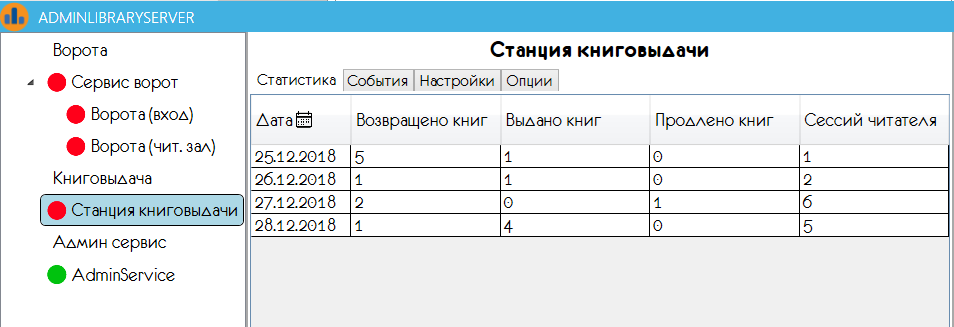 ADMINLIBRARYSERVER
Ворота
Сервис ворот
Ворота (вход)
Ворота (чит. зал)
Книговыдача
Станция книговыдачи
Админ сервис
AdminService
Станция книговыдачи
Статистика События Настройки Опции
Дата Возвращено книг Выдано книг Продлено книг Сессий читателя
25.12.2018 5 1 0 1
26.12.2018 1 1 0 2
27.12.2018 2 0 1 6
28.12.2018 1 4 0 5